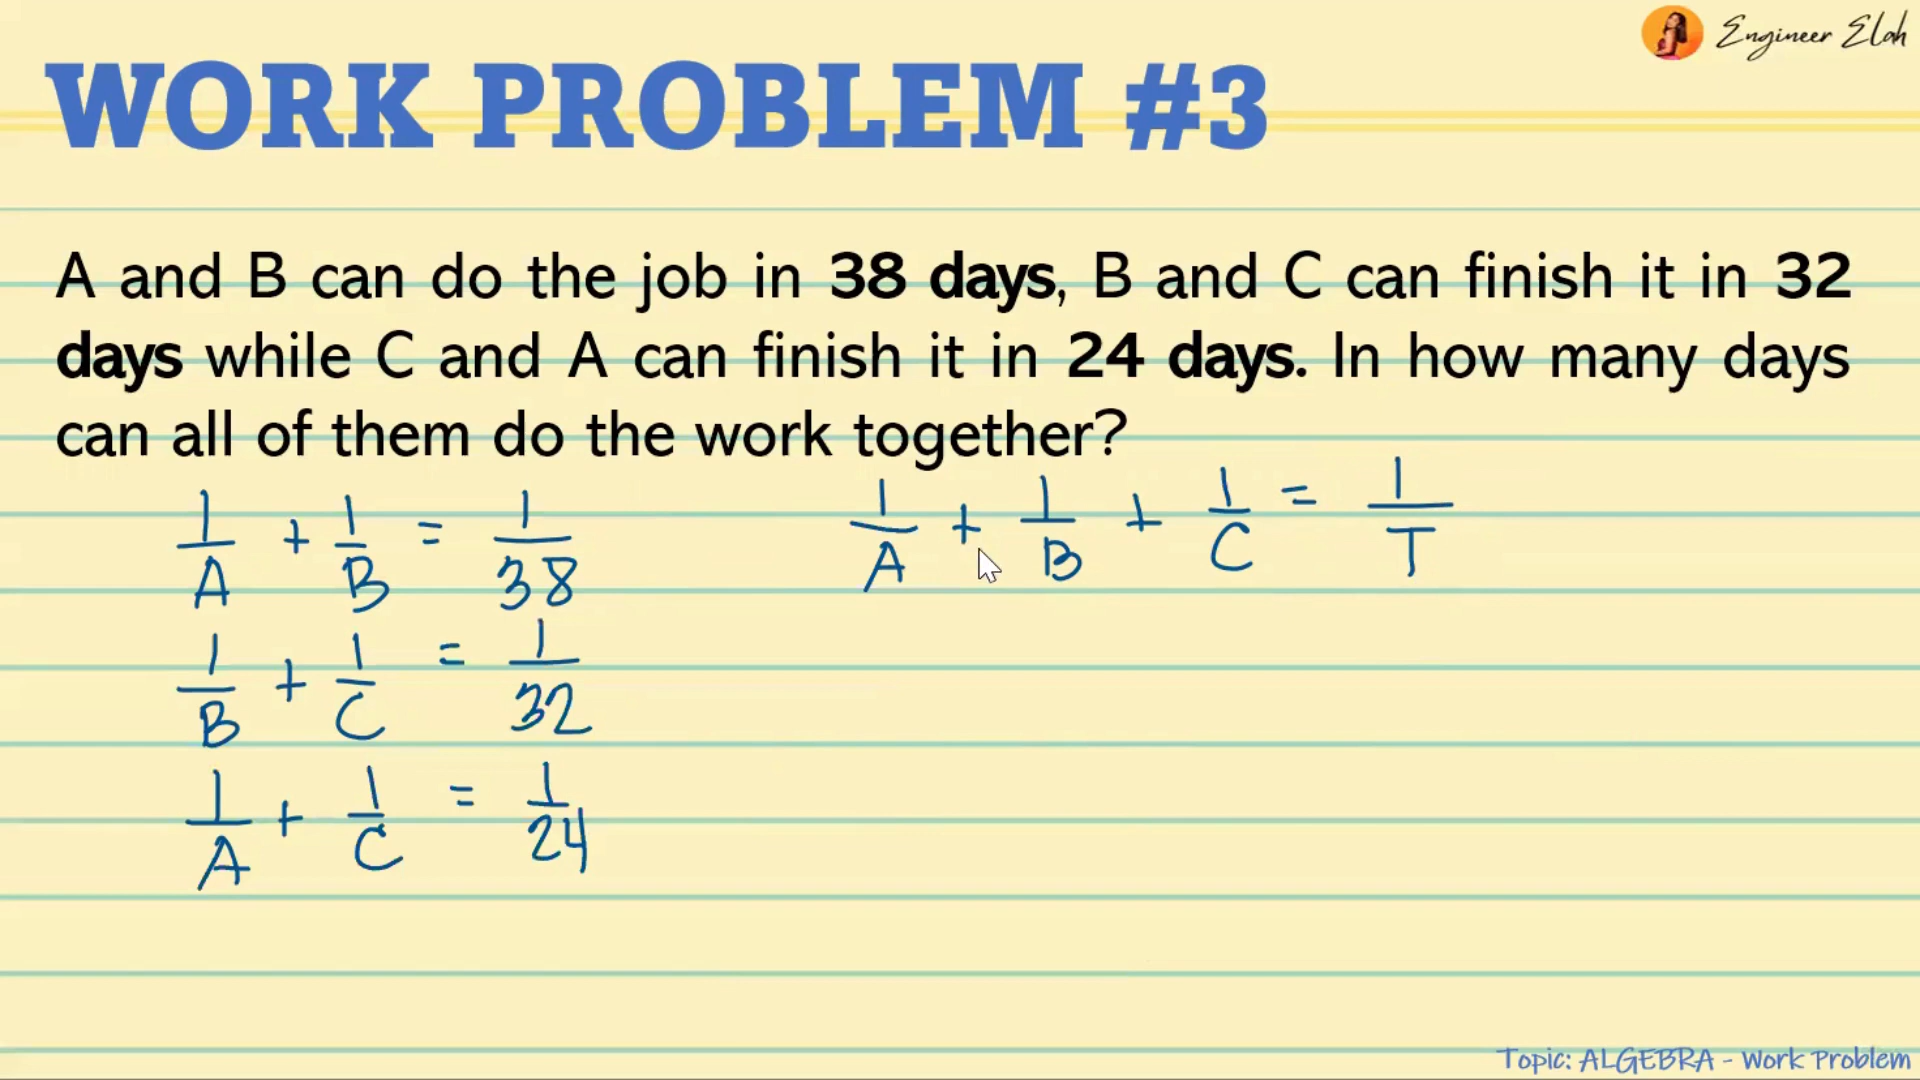 Engineer Elah
WORK PROBLEM #3
A and B can do the job in 38 days, B and C can finish it in 32
days while C and A can finish it in 24 days. In how many days
can all of them do the work together?
1/A + 1/B = 1/38
1/B + 1/C = 1/32
1/A + 1/C = 1/24
1/A + 1/B + 1/C = 1/T
Topic: ALGEBRA - Work Problem